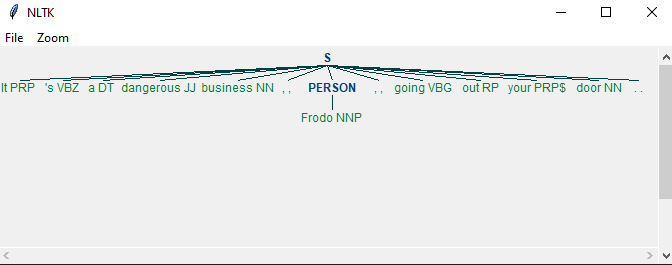 NLTK
File Zoom
S
It PRP 's VBZ a DT dangerous JJ business NN , , PERSON , , going VBG out RP your PRP$ door NN . .
Frodo NNP